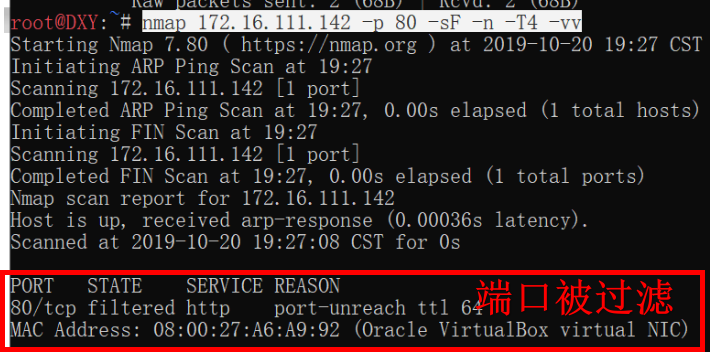 Raw packets sent: 2 (68B) | Rcvd: 2 (68B)
root@DXY:~# nmap 172.16.111.142 -p 80 -sF -n -T4 -vv
Starting Nmap 7.80 ( https://nmap.org ) at 2019-10-20 19:27 CST
Initiating ARP Ping Scan at 19:27
Scanning 172.16.111.142 [1 port]
Completed ARP Ping Scan at 19:27, 0.00s elapsed (1 total hosts)
Initiating FIN Scan at 19:27
Scanning 172.16.111.142 [1 port]
Completed FIN Scan at 19:27, 0.00s elapsed (1 total ports)
Nmap scan report for 172.16.111.142
Host is up, received arp-response (0.00036s latency).
Scanned at 2019-10-20 19:27:08 CST for 0s
PORT STATE SERVICE REASON
80/tcp filtered http port-unreach ttl 64
端口被过滤
MAC Address: 08:00:27:A6:A9:92 (Oracle VirtualBox virtual NIC)